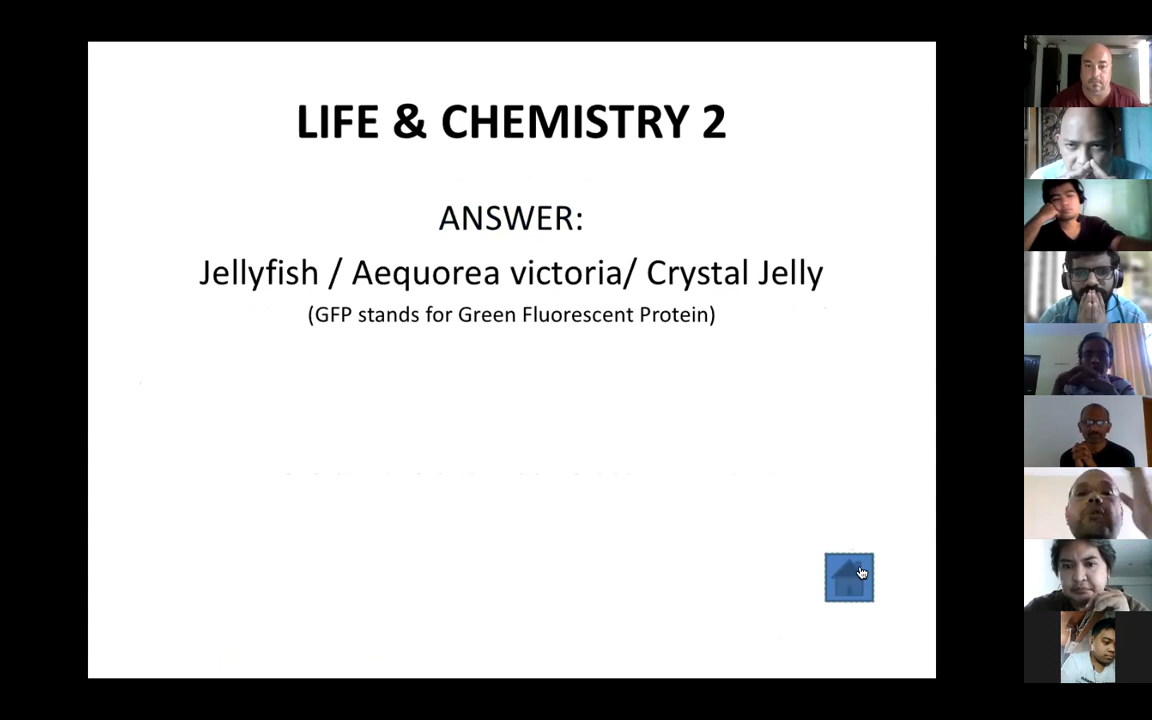 LIFE & CHEMISTRY 2
ANSWER:
Jellyfish / Aequorea victoria/ Crystal Jelly
(GFP stands for Green Fluorescent Protein)